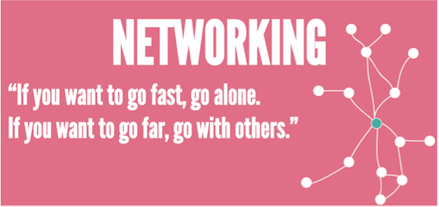 NETWORKING
“If you want to go fast, go alone.
If you want to go far, go with others.”